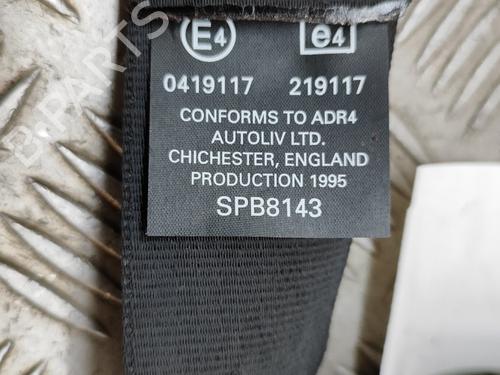 E4 e4
0419117 219117
CONFORMS TO ADR4
AUTOLIV LTD.
CHICHESTER, ENGLAND
PRODUCTION 1995
SPB8143
B-PARTS